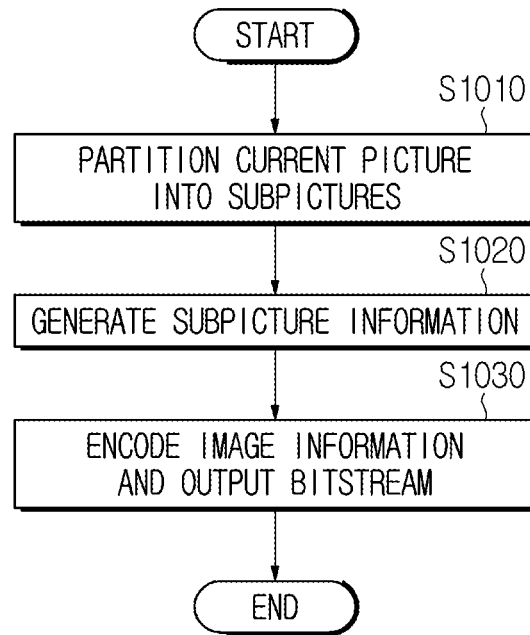 START
S1010
PARTITION CURRENT PICTURE
INTO SUBPICTURES
S1020
GENERATE SUBPICTURE INFORMATION
S1030
ENCODE IMAGE INFORMATION
AND OUTPUT BITSTREAM
END